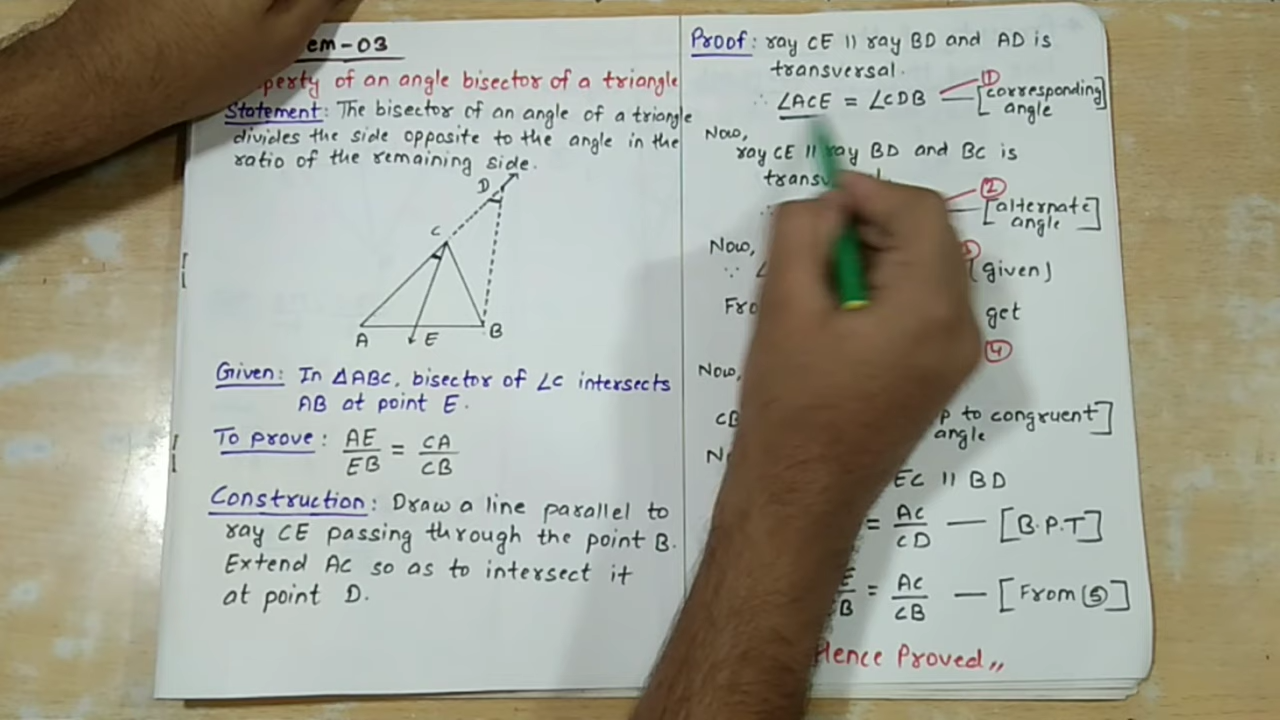 em-03
perty of an angle bisector of a triangle
Statement: The bisector of an angle of a triangle
divides the side opposite to the angle in the
ratio of the remaining side.
D
C
A
E
B
Given: In △ABC, bisector of ∠C intersects
AB at point E.
To prove: AE/EB = CA/CB
Construction: Draw a line parallel to
ray CE passing through the point B.
Extend AC so as to intersect it
at point D.
Proof: ray CE || ray BD and AD is
transversal.
∴ ∠ACE = ∠CDB — ① [corresponding
angle]
Now,
ray CE || ray BD and BC is
② [alternate
angle]
Now,
∵ (given)
get
④
Now,
to congruent
angle]
EC || BD
= AC/CD — [B.P.T]
= AC/CB — [From ⑤]
Hence Proved,,